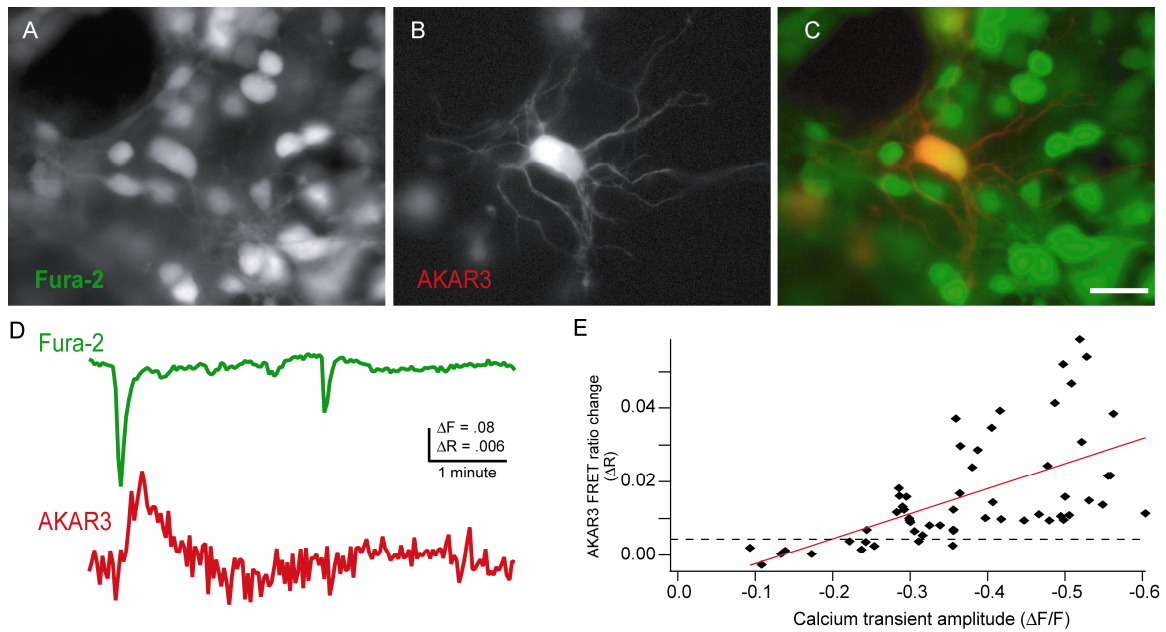 A
B
C
Fura-2
AKAR3
D
Fura-2
ΔF = .08
ΔR = .006
1 minute
AKAR3
E
AKAR3 FRET ratio change
(ΔR)
0.04
0.02
0.00
0.0
-0.1
-0.2
-0.3
-0.4
-0.5
-0.6
Calcium transient amplitude (ΔF/F)